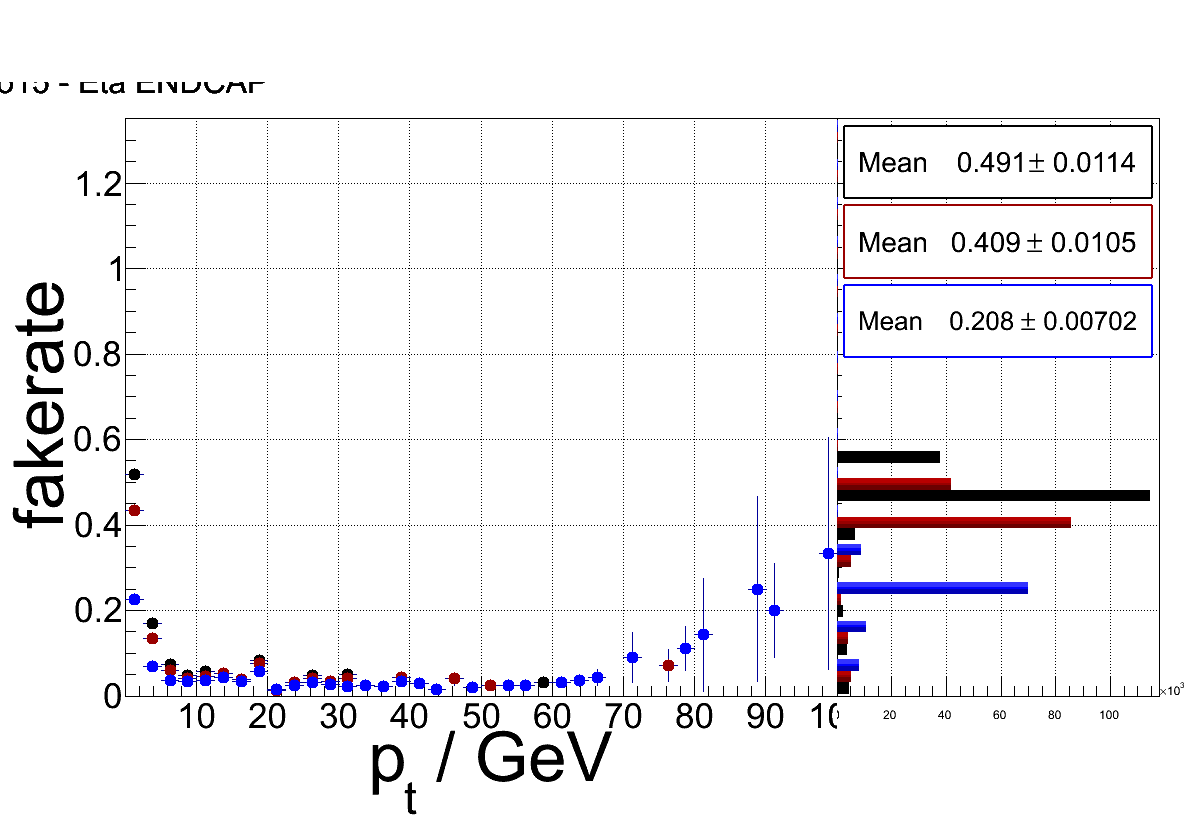 - Eta ENDCAP
fakerate
1.2
1
0.8
0.6
0.4
0.2
0
10 20 30 40 50 60 70 80 90
p_t / GeV
Mean 0.491± 0.0114
Mean 0.409 ± 0.0105
Mean 0.208 ± 0.00702
20 40 60 80 100
×10³